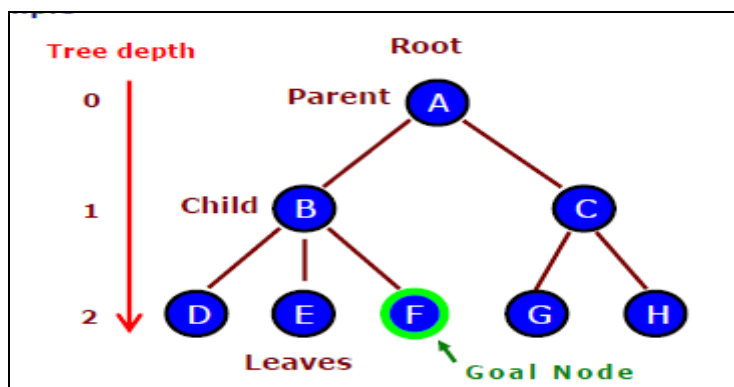 Root
Tree depth
0 Parent A
1 Child B C
2 D E F G H
Leaves Goal Node